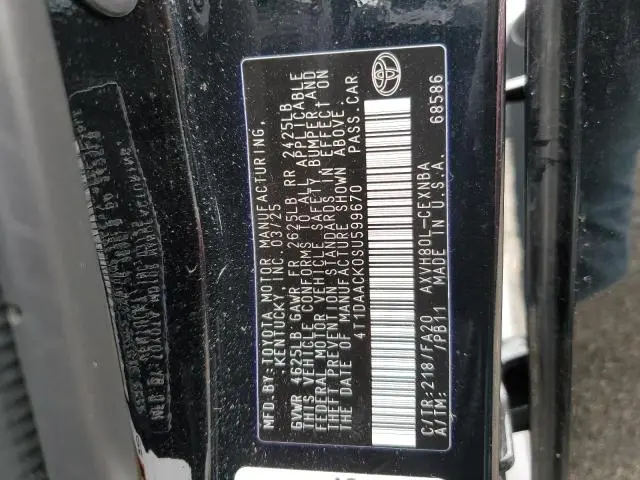 MFD.BY: TOYOTA MOTOR MANUFACTURING,
KENTUCKY, INC. 03/25
GVWR 4625LB GAWR FR 2625LB RR 2425LB
THIS VEHICLE CONFORMS TO ALL APPLICABLE
FEDERAL MOTOR VEHICLE SAFETY, BUMPER, AND
THEFT PREVENTION STANDARDS IN EFFECT ON
THE DATE OF MANUFACTURE SHOWN ABOVE.
4T1DAACK0SU599670 PASS.CAR
C/TR:218/FA20 AXVH80L-CEXNBA
A/TM: /PB11 MADE IN U.S.A. 68586